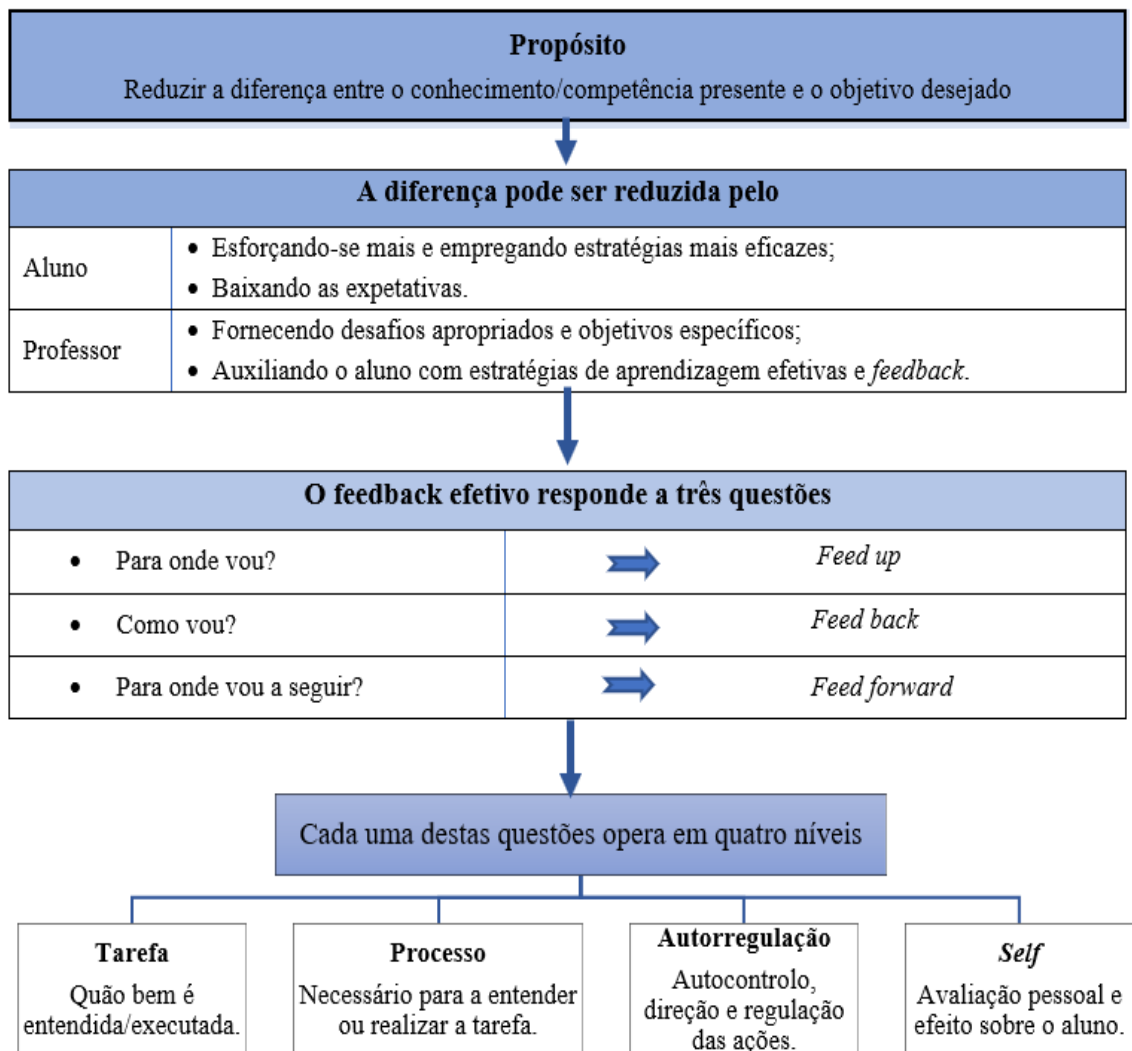 Propósito
Reduzir a diferença entre o conhecimento/competência presente e o objetivo desejado
A diferença pode ser reduzida pelo
Aluno
• Esforçando-se mais e empregando estratégias mais eficazes;
• Baixando as expetativas.
Professor
• Fornecendo desafios apropriados e objetivos específicos;
• Auxiliando o aluno com estratégias de aprendizagem efetivas e feedback.
O feedback efetivo responde a três questões
• Para onde vou?
Feed up
• Como vou?
Feed back
• Para onde vou a seguir?
Feed forward
Cada uma destas questões opera em quatro níveis
Tarefa
Quão bem é
entendida/executada.
Processo
Necessário para a entender
ou realizar a tarefa.
Autorregulação
Autocontrolo,
direção e regulação
das ações.
Self
Avaliação pessoal e
efeito sobre o aluno.